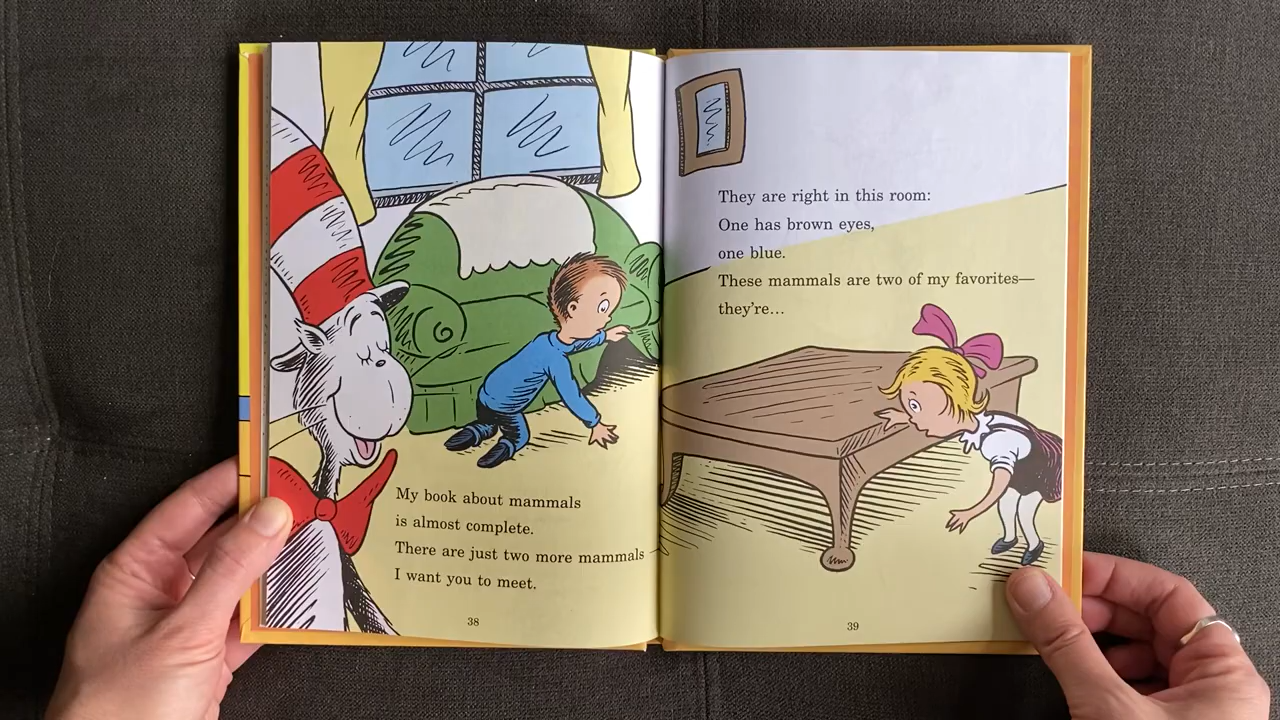 My book about mammals
is almost complete.
There are just two more mammals
I want you to meet.
38
They are right in this room:
One has brown eyes,
one blue.
These mammals are two of my favorites—
they're...
39